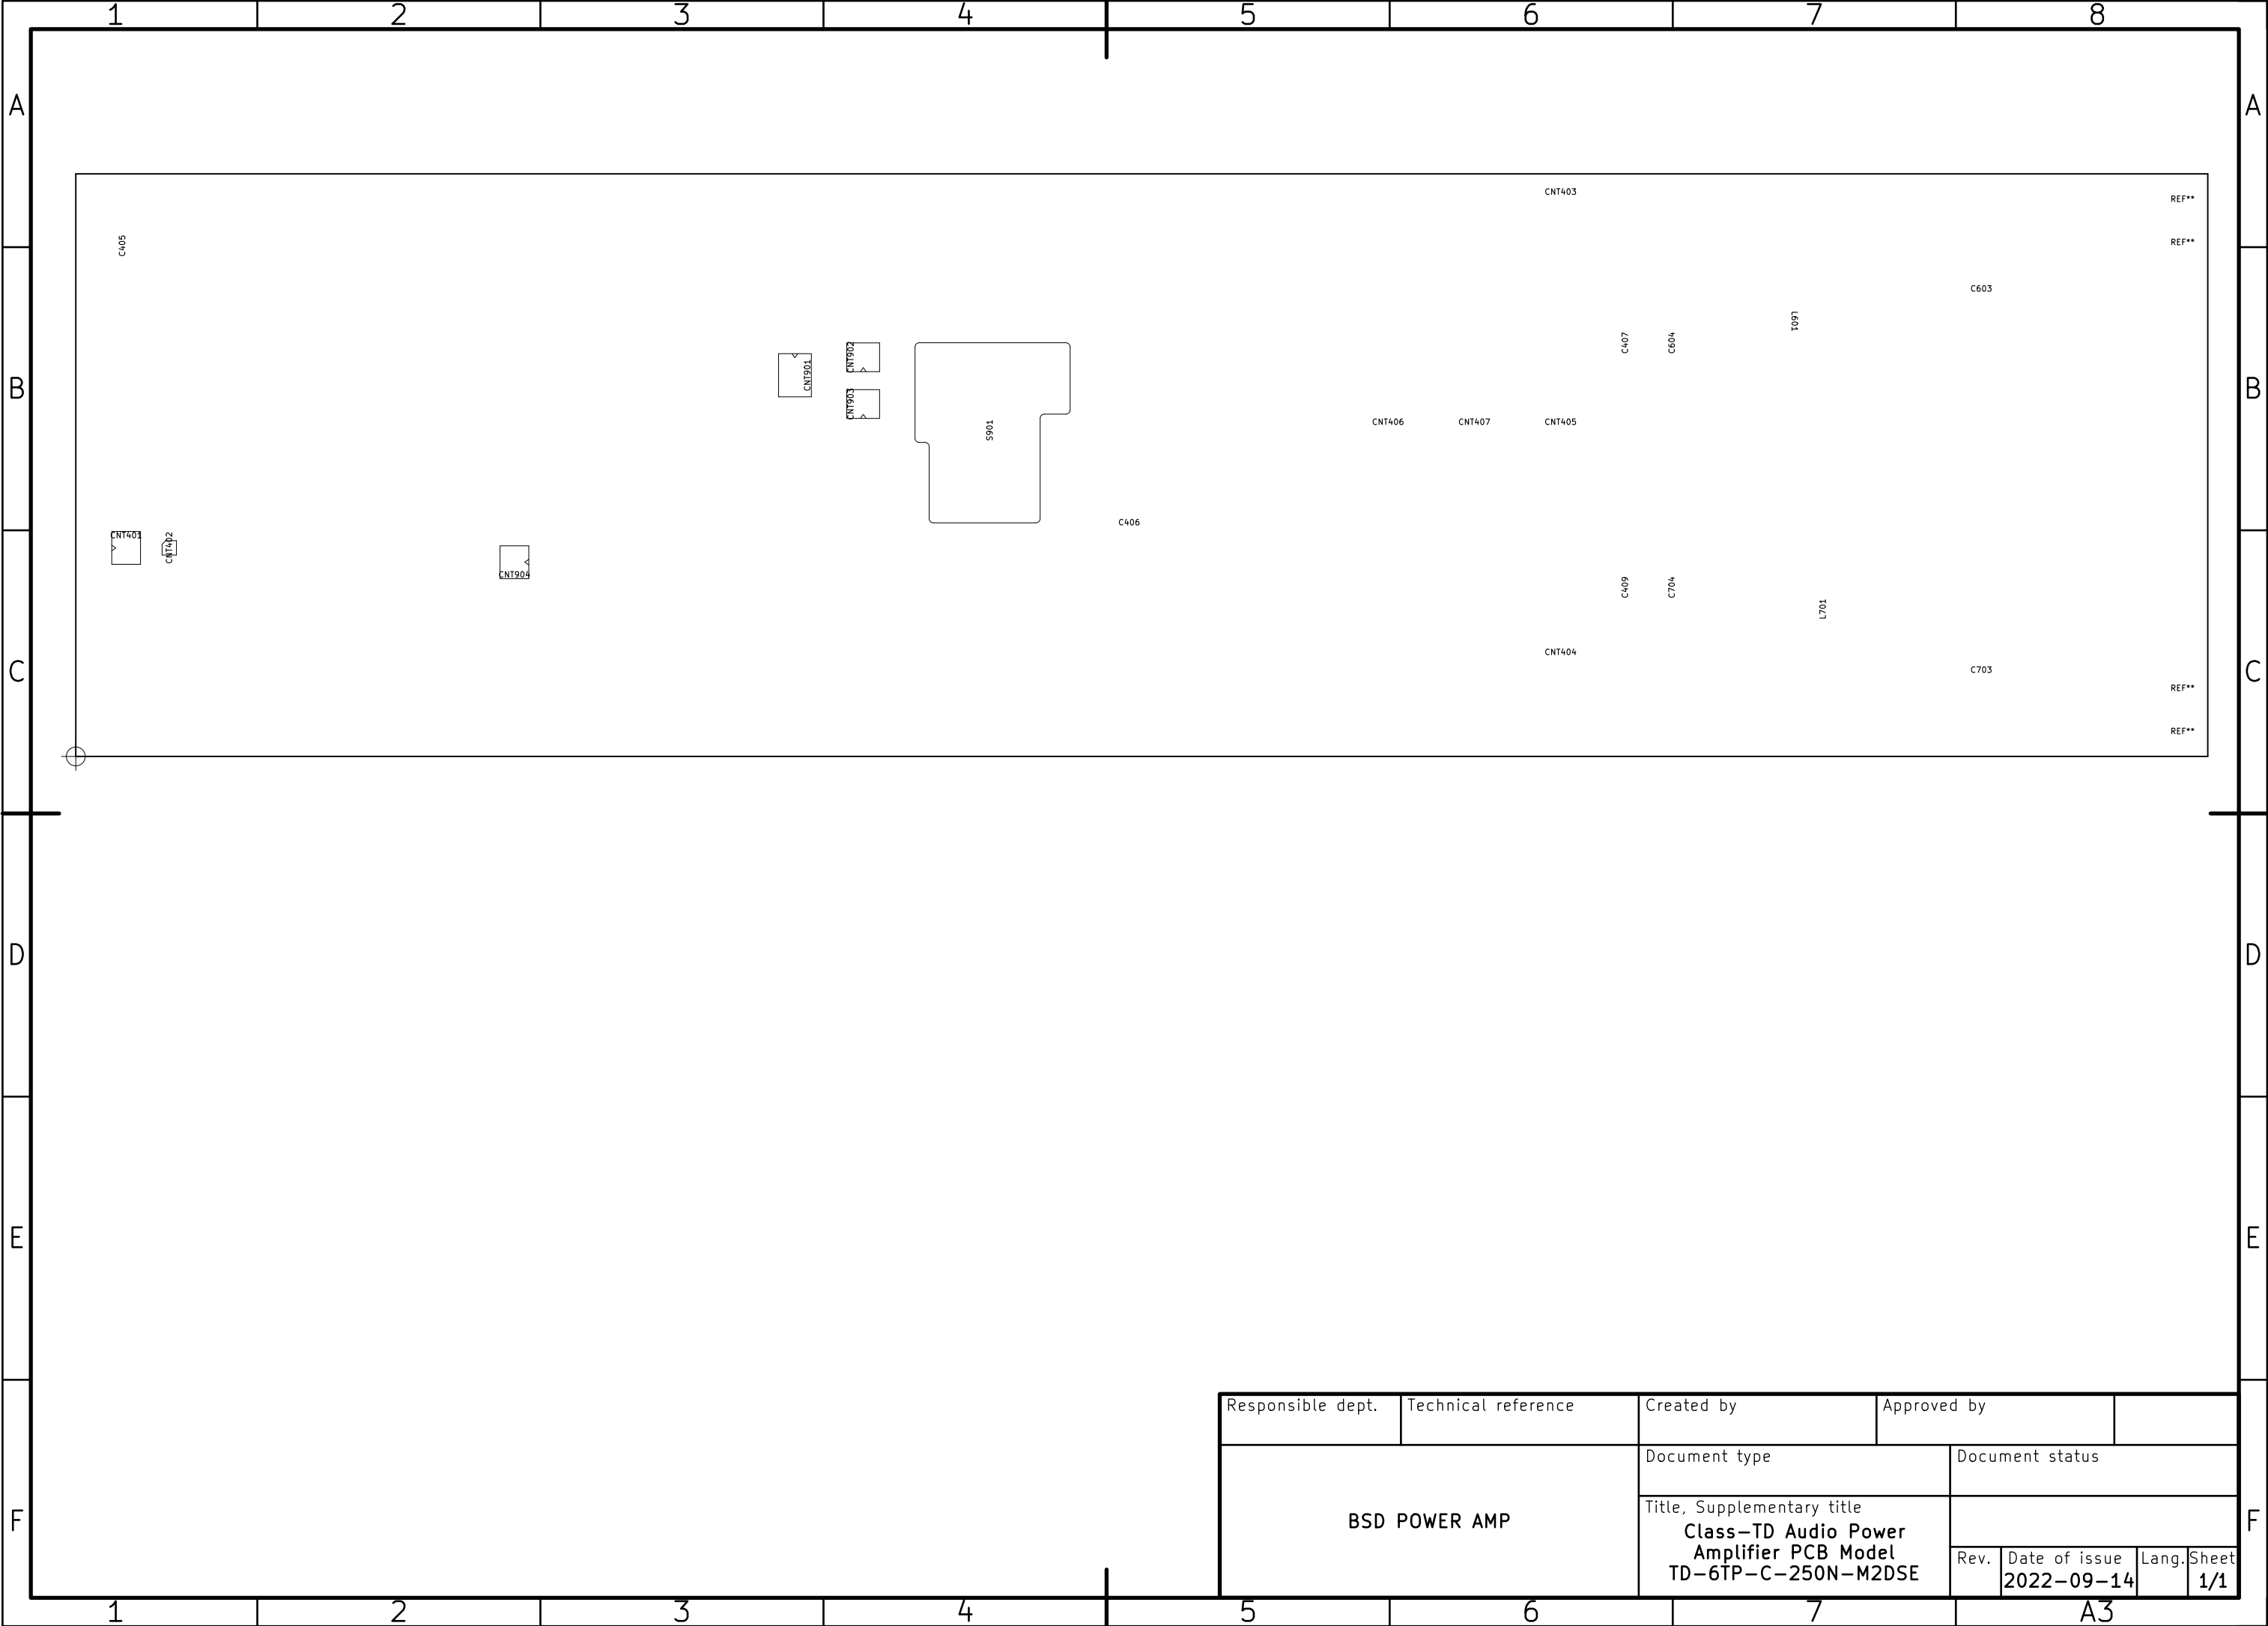 1 2 3 4 5 6 7 8
A A
CNT403
REF**
C405
REF**
C603
L601
C407 C604
CNT902
CNT901
B B
CNT903
CNT406 CNT407 CNT405
S901
C406
CNT401 CNT402
CNT904
C409 C704
L701
CNT404
C C
C703
REF**
REF**
D D
E E
Responsible dept. Technical reference Created by Approved by
Document type Document status
Title, Supplementary title
F BSD POWER AMP F
Class-TD Audio Power
Amplifier PCB Model
TD-6TP-C-250N-M2DSE
Rev. Date of issue Lang. Sheet
2022-09-14 1/1
1 2 3 4 5 6 7 A3